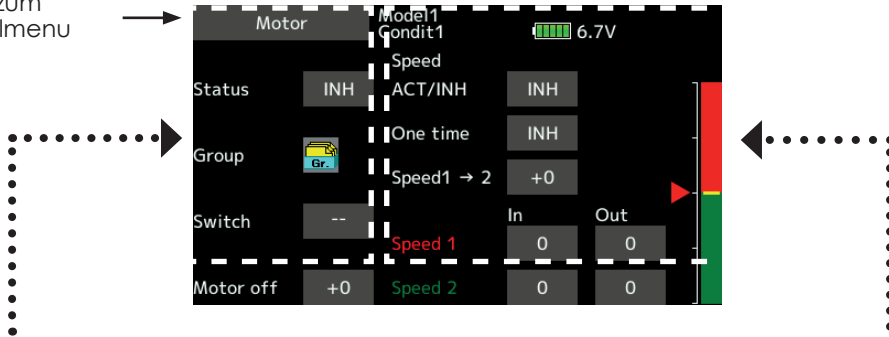 zum
lmenu
Motor
Model1
Condit1
6.7V
Speed
Status INH ACT/INH INH
One time INH
Group Gr.
Speed1 → 2 +0
Switch --
In Out
Speed 1 0 0
Motor off +0 Speed 2 0 0